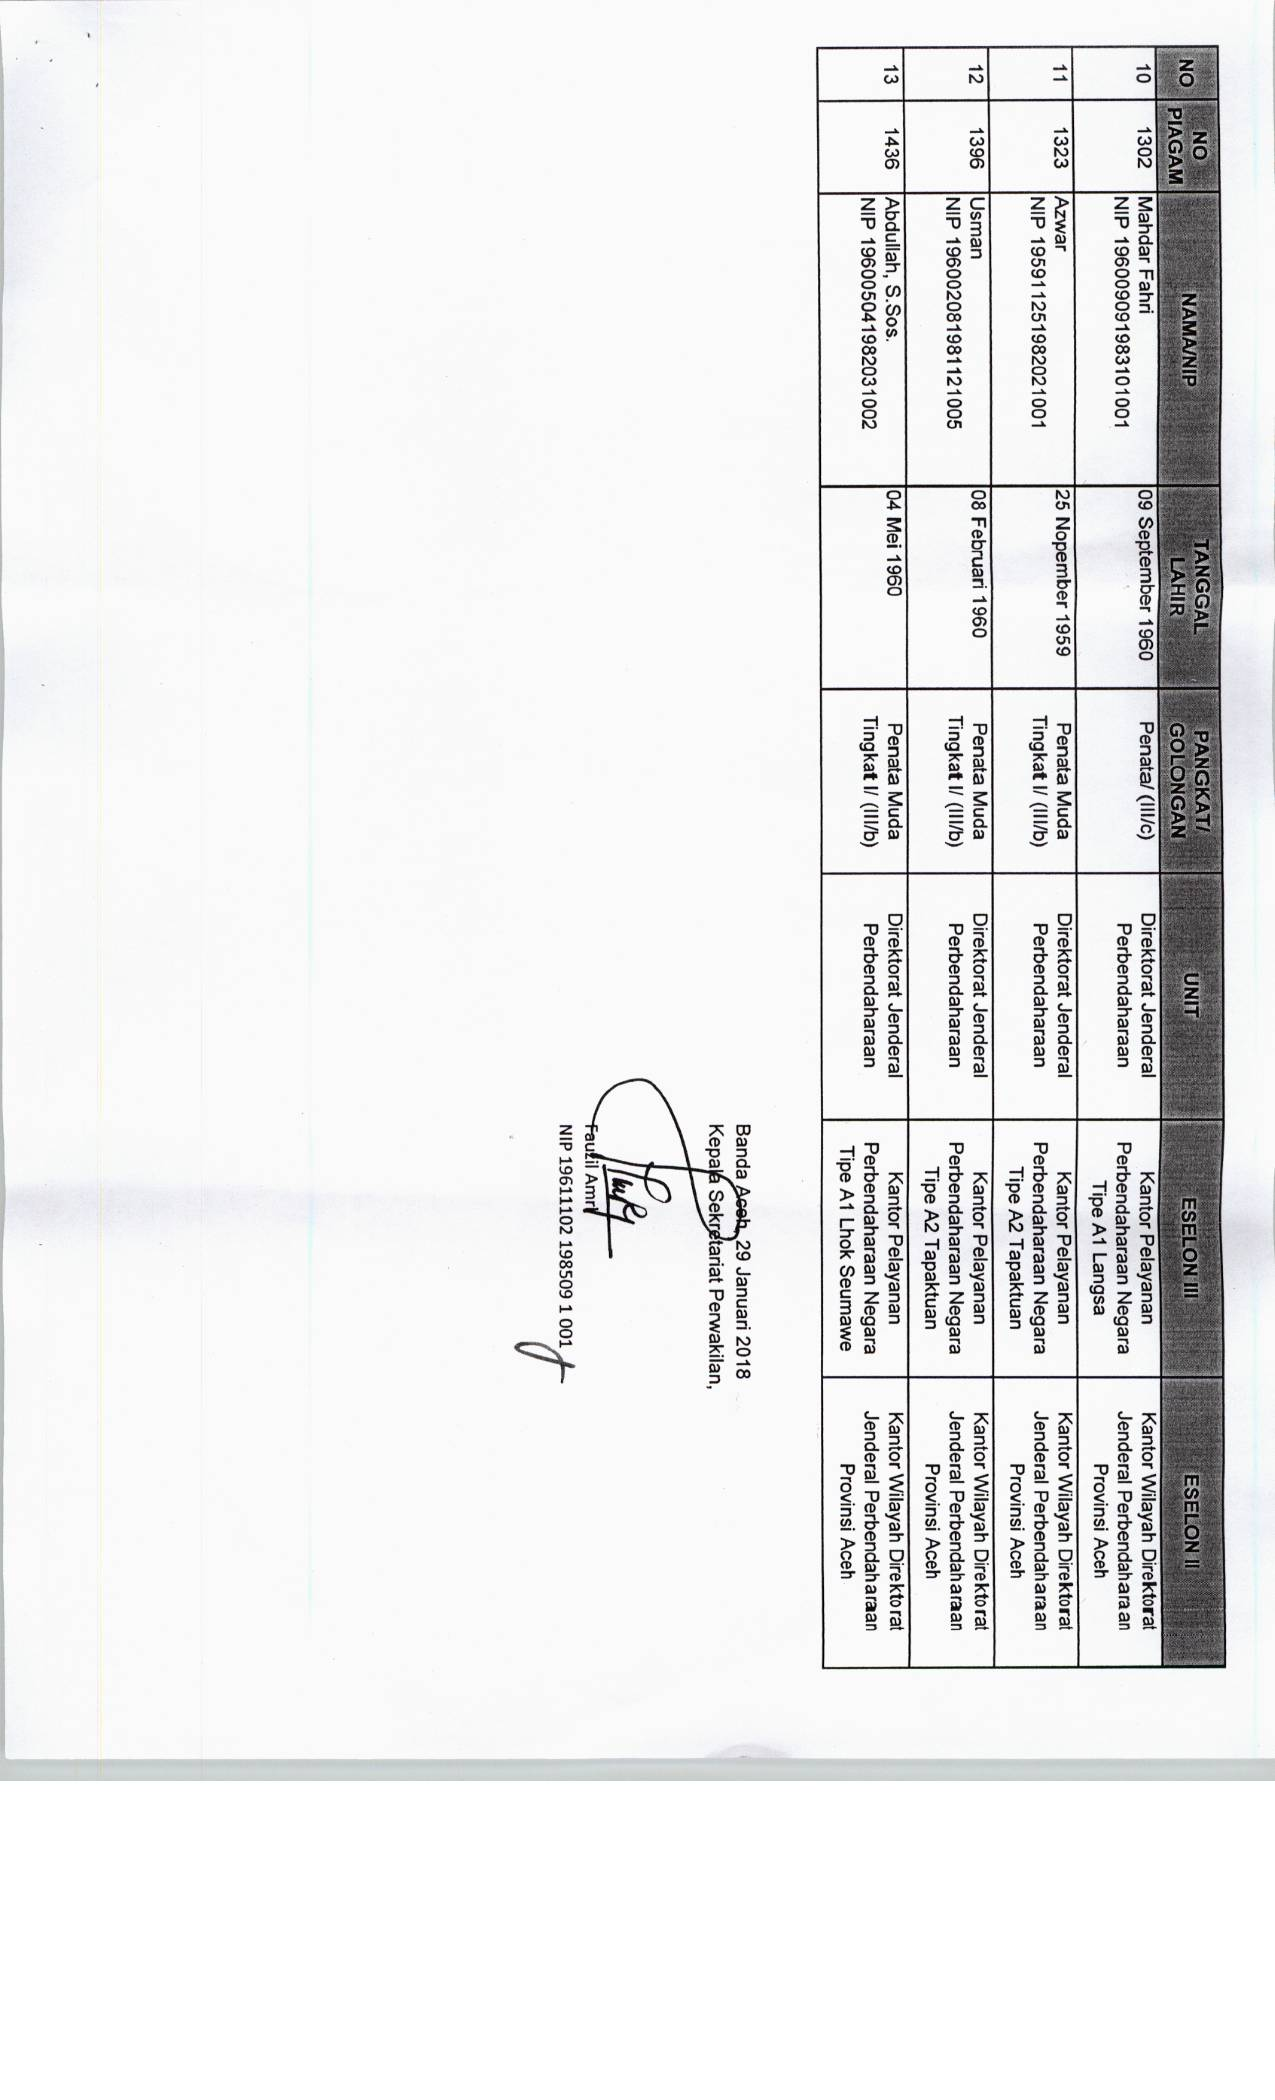 NO
NO
PIAGAM
NAMA/NIP
TANGGAL
LAHIR
PANGKAT/
GOLONGAN
UNIT
ESELON III
ESELON II
10
1302
Mahdar Fahri
NIP 196009091983101001
09 September 1960
Penata/ (III/c)
Direktorat Jenderal
Perbendaharaan
Kantor Pelayanan
Perbendaharaan Negara
Tipe A1 Langsa
Kantor Wilayah Direktorat
Jenderal Perbendaharaan
Provinsi Aceh
11
1323
Azwar
NIP 195911251982021001
25 Nopember 1959
Penata Muda
Tingkat I/ (III/b)
Direktorat Jenderal
Perbendaharaan
Kantor Pelayanan
Perbendaharaan Negara
Tipe A2 Tapaktuan
Kantor Wilayah Direktorat
Jenderal Perbendaharaan
Provinsi Aceh
12
1396
Usman
NIP 196002081981121005
08 Februari 1960
Penata Muda
Tingkat I/ (III/b)
Direktorat Jenderal
Perbendaharaan
Kantor Pelayanan
Perbendaharaan Negara
Tipe A2 Tapaktuan
Kantor Wilayah Direktorat
Jenderal Perbendaharaan
Provinsi Aceh
13
1436
Abdullah, S.Sos.
NIP 196005041982031002
04 Mei 1960
Penata Muda
Tingkat I/ (III/b)
Direktorat Jenderal
Perbendaharaan
Kantor Pelayanan
Perbendaharaan Negara
Tipe A1 Lhok Seumawe
Kantor Wilayah Direktorat
Jenderal Perbendaharaan
Provinsi Aceh
Banda Aceh, 29 Januari 2018
Kepala Sekretariat Perwakilan,
Fauzil Amril
NIP 19611102 198509 1 001